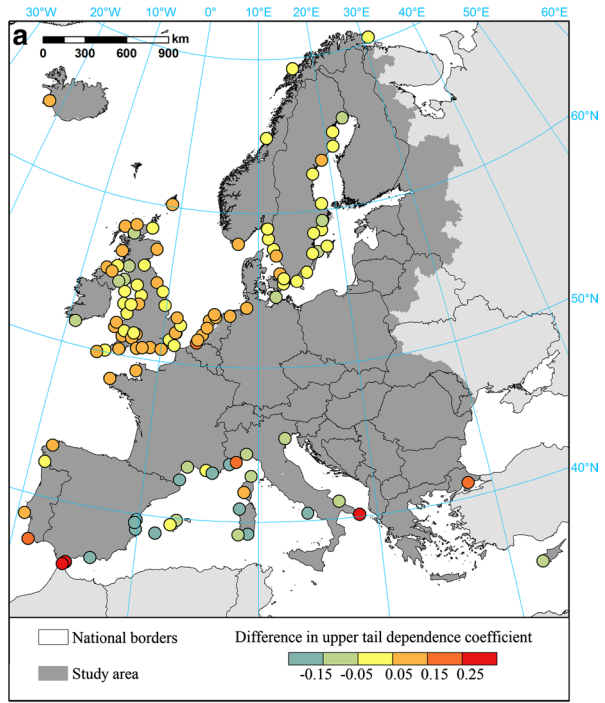 30°W 20°W 10°W 0° 10°E 20°E 30°E 40°E 50°E 60°E
a
0 150 300 600 900 km
60°N
50°N
40°N
National borders
Study area
Difference in upper tail dependence coefficient
-0.15 -0.05 0.05 0.15 0.25